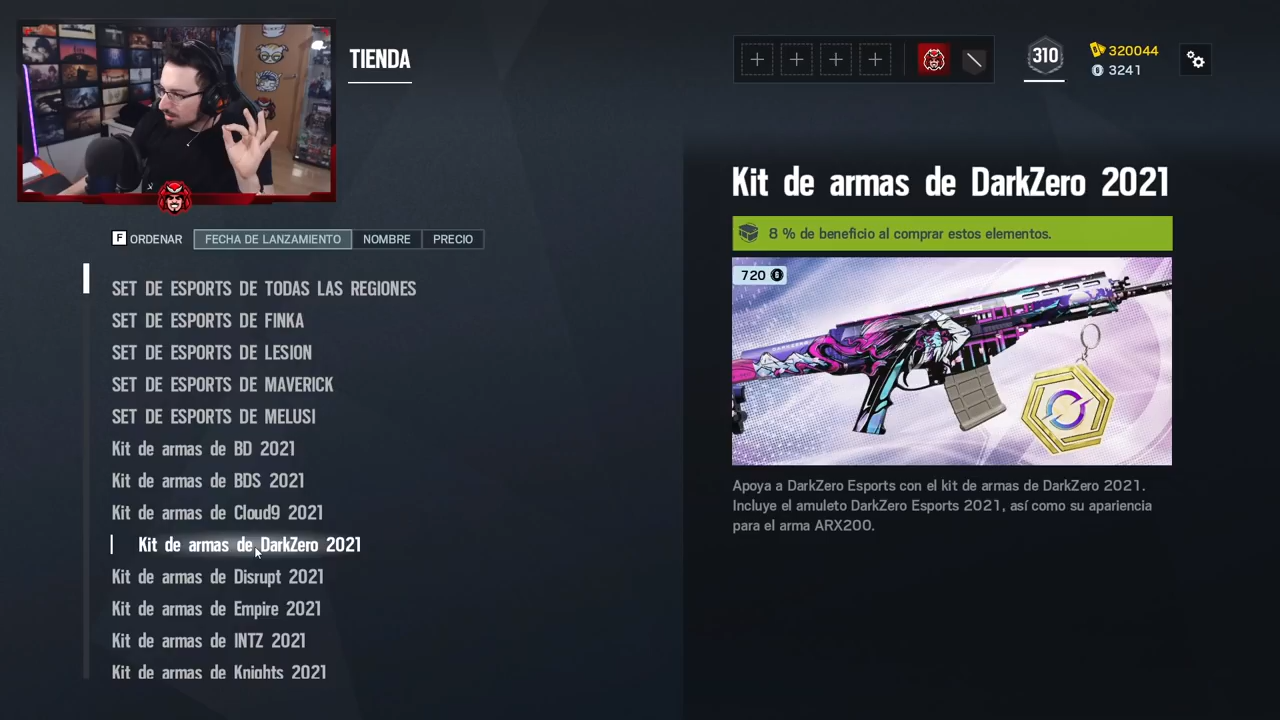 TIENDA
310
320044
3241
F ORDENAR FECHA DE LANZAMIENTO NOMBRE PRECIO
SET DE ESPORTS DE TODAS LAS REGIONES
SET DE ESPORTS DE FINKA
SET DE ESPORTS DE LESION
SET DE ESPORTS DE MAVERICK
SET DE ESPORTS DE MELUSI
Kit de armas de BD 2021
Kit de armas de BDS 2021
Kit de armas de Cloud9 2021
Kit de armas de DarkZero 2021
Kit de armas de Disrupt 2021
Kit de armas de Empire 2021
Kit de armas de INTZ 2021
Kit de armas de Knights 2021
Kit de armas de DarkZero 2021
8 % de beneficio al comprar estos elementos.
720
Apoya a DarkZero Esports con el kit de armas de DarkZero 2021.
Incluye el amuleto DarkZero Esports 2021, así como su apariencia
para el arma ARX200.